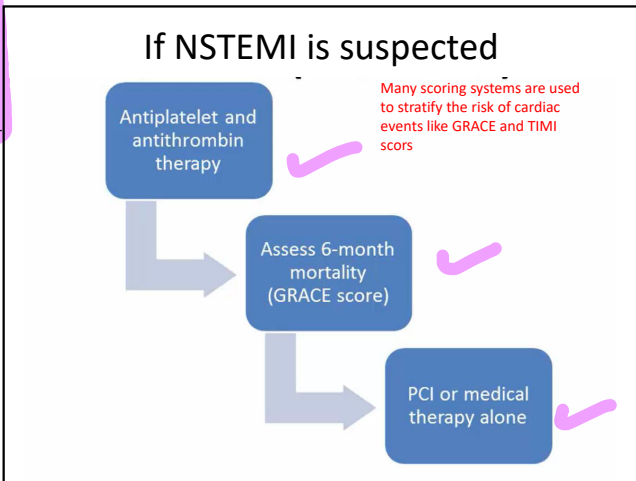 If NSTEMI is suspected
Many scoring systems are used
to stratify the risk of cardiac
events like GRACE and TIMI
scors
Antiplatelet and
antithrombin
therapy
Assess 6-month
mortality
(GRACE score)
PCI or medical
therapy alone